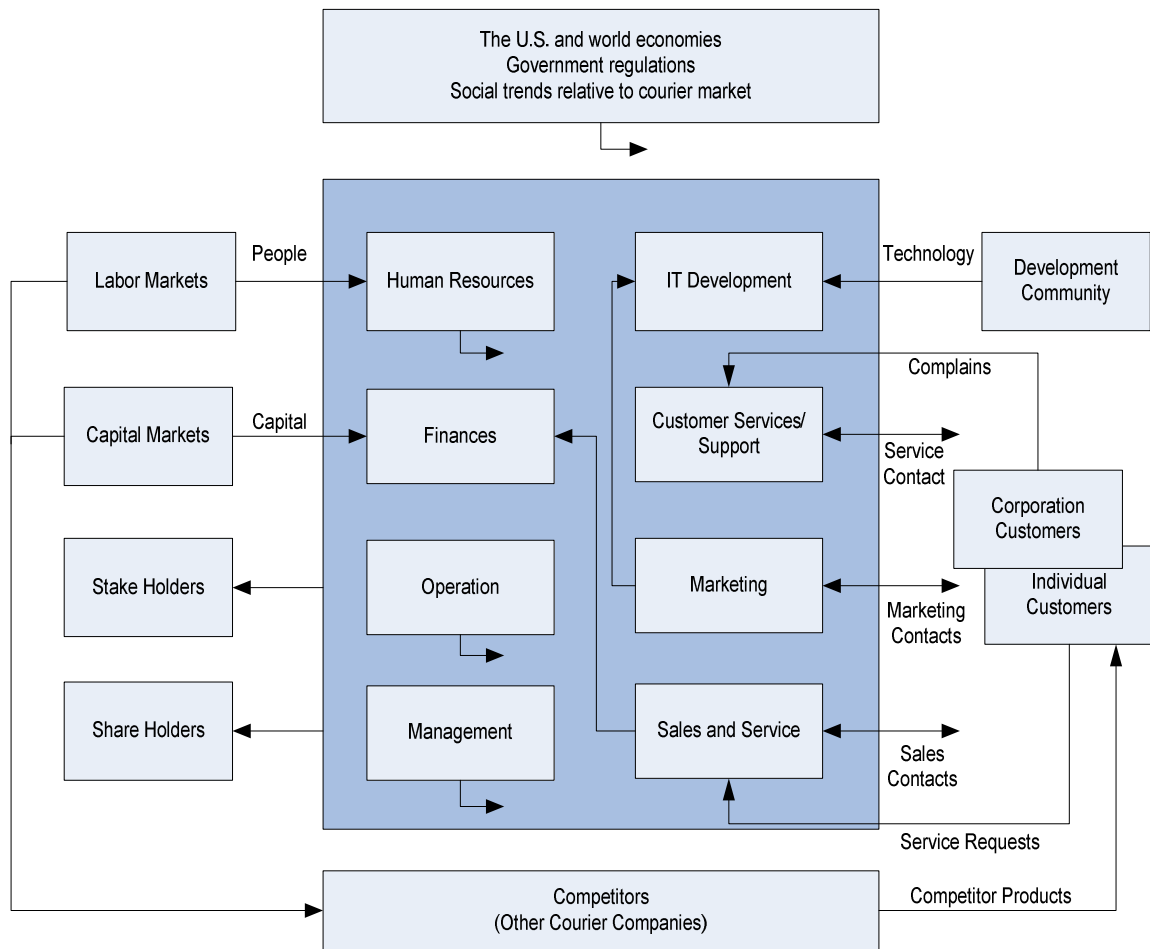 The U.S. and world economies
Government regulations
Social trends relative to courier market
Labor Markets
People
Human Resources
IT Development
Technology
Development
Community
Complains
Capital Markets
Capital
Finances
Customer Services/
Support
Service
Contact
Corporation
Customers
Stake Holders
Operation
Marketing
Marketing
Contacts
Individual
Customers
Share Holders
Management
Sales and Service
Sales
Contacts
Service Requests
Competitors
(Other Courier Companies)
Competitor Products